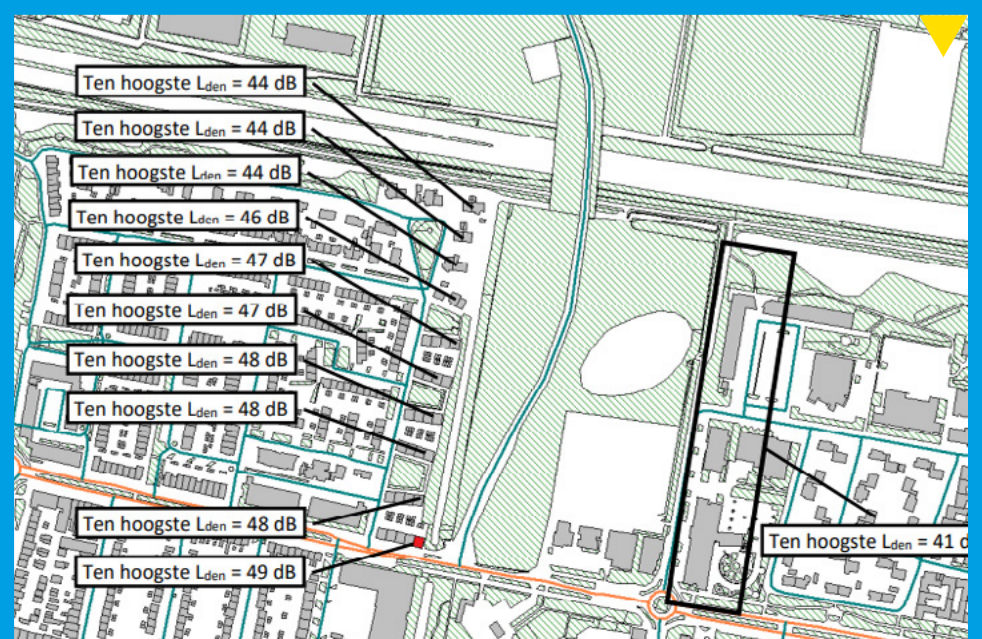 Ten hoogste Lden = 44 dB
Ten hoogste Lden = 44 dB
Ten hoogste Lden = 44 dB
Ten hoogste Lden = 46 dB
Ten hoogste Lden = 47 dB
Ten hoogste Lden = 47 dB
Ten hoogste Lden = 48 dB
Ten hoogste Lden = 48 dB
Ten hoogste Lden = 48 dB
Ten hoogste Lden = 49 dB
Ten hoogste Lden = 41 d